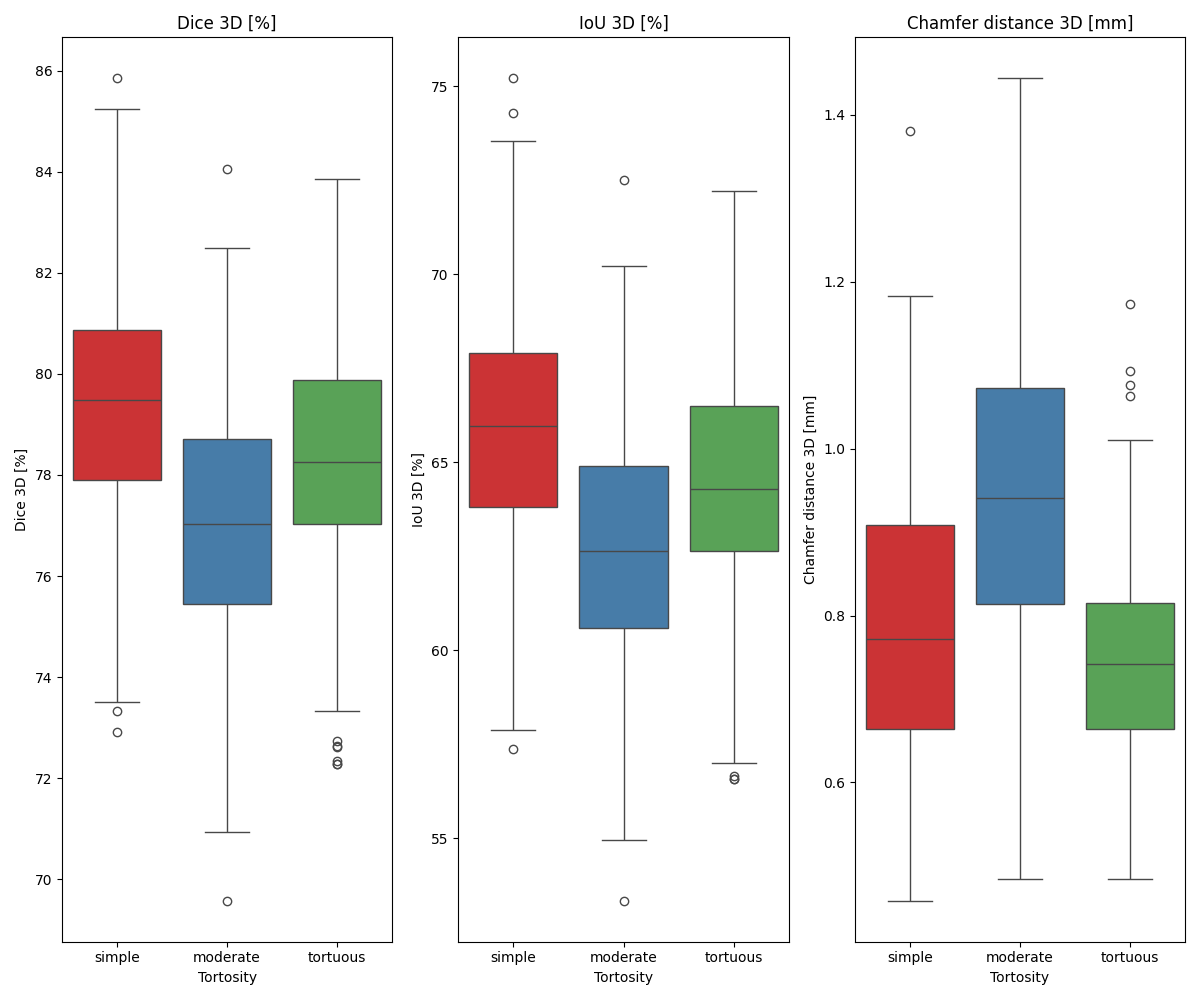 Dice 3D [%]
Dice 3D [%]
86
84
82
80
78
76
74
72
70
simple
moderate
tortuous
Tortosity
IoU 3D [%]
IoU 3D [%]
75
70
65
60
55
simple
moderate
tortuous
Tortosity
Chamfer distance 3D [mm]
Chamfer distance 3D [mm]
1.4
1.2
1.0
0.8
0.6
simple
moderate
tortuous
Tortosity